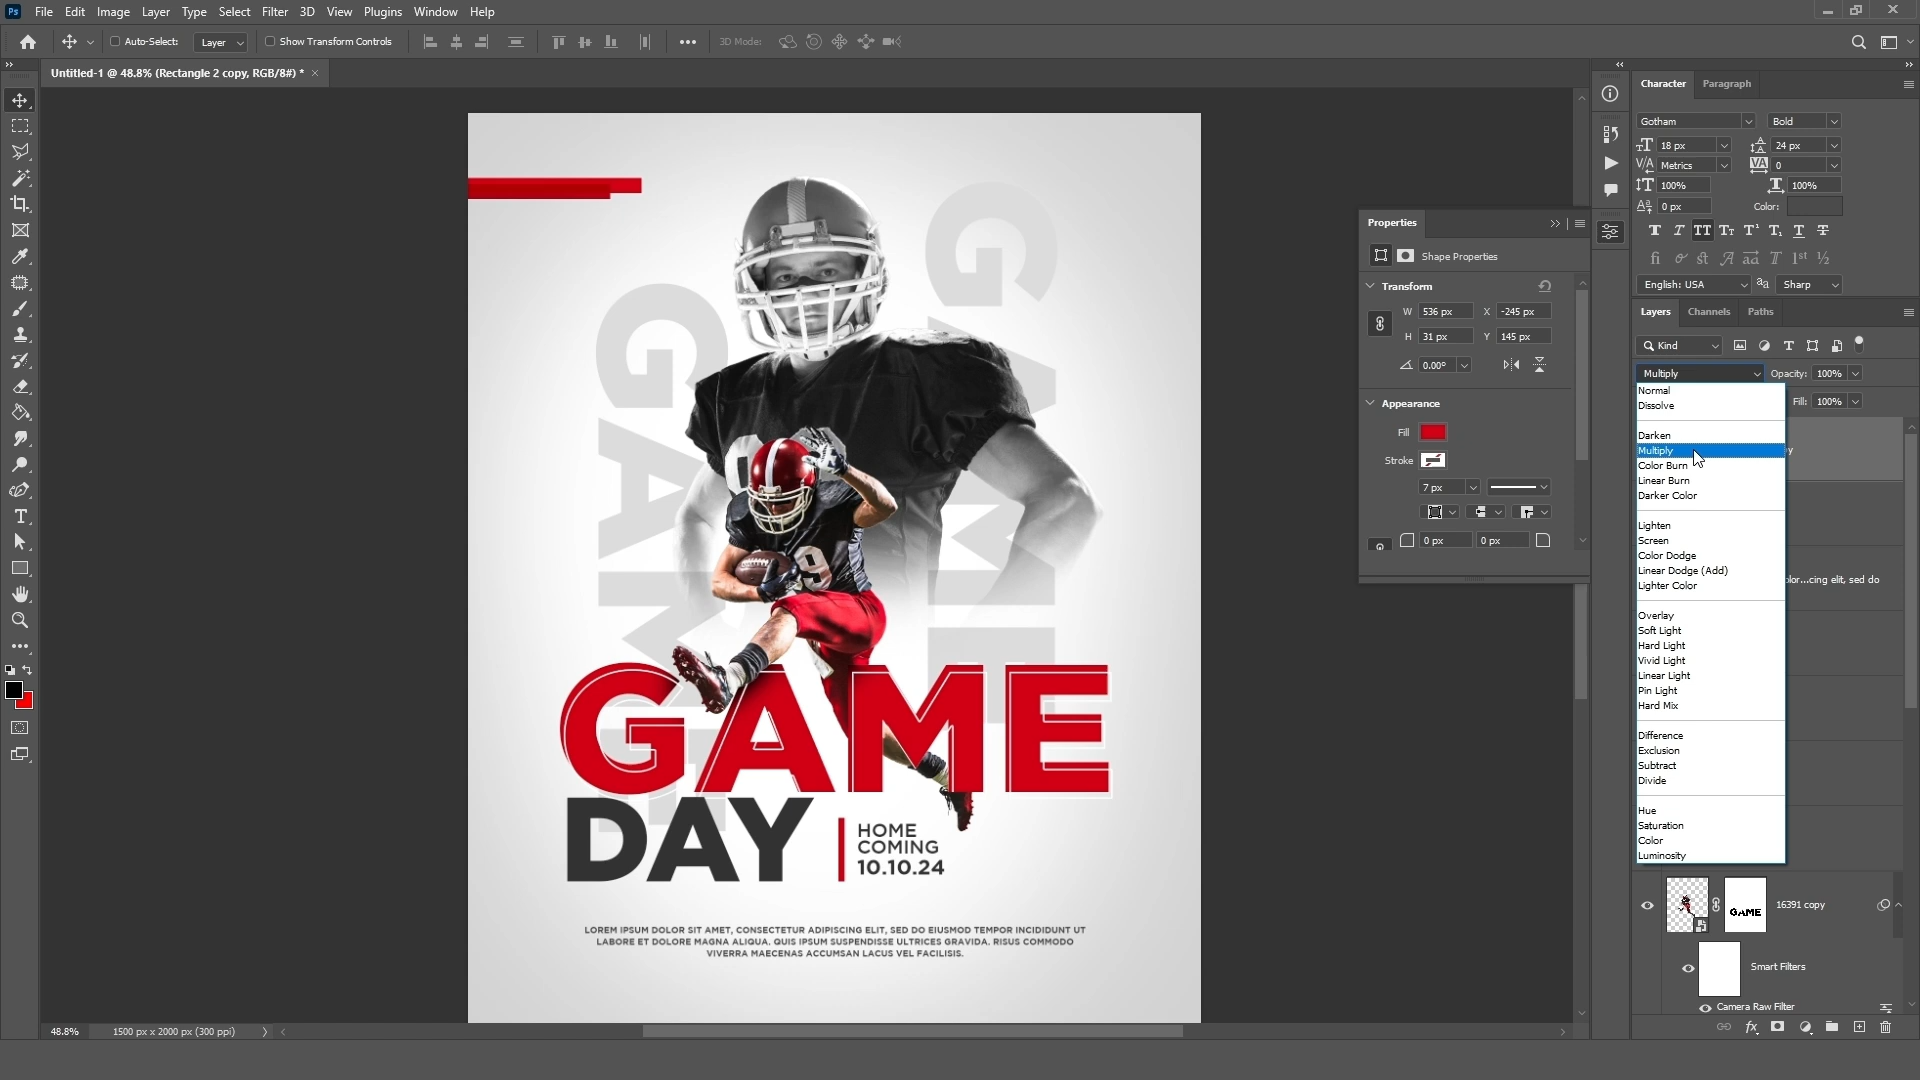 Ps File Edit Image Layer Type Select Filter 3D View Plugins Window Help
Auto-Select: Layer Show Transform Controls 3D Mode:
Untitled-1 @ 48.8% (Rectangle 2 copy, RGB/8#) *
GAME
GAME
GAME
DAY
HOME
COMING
10.10.24
LOREM IPSUM DOLOR SIT AMET, CONSECTETUR ADIPISCING ELIT, SED DO EIUSMOD TEMPOR INCIDIDUNT UT
LABORE ET DOLORE MAGNA ALIQUA. QUIS IPSUM SUSPENDISSE ULTRICES GRAVIDA. RISUS COMMODO
VIVERRA MAECENAS ACCUMSAN LACUS VEL FACILISIS.
48.8% 1500 px x 2000 px (300 ppi)
Properties
Shape Properties
Transform
W 536 px X -245 px
H 31 px Y 145 px
0.00°
Appearance
Fill
Stroke
7 px
0 px 0 px
Character Paragraph
Gotham Bold
18 px 24 px
Metrics 0
100% 100%
0 px Color:
English: USA Sharp
Layers Channels Paths
Kind
Multiply Opacity: 100%
Fill: 100%
Normal
Dissolve
Darken
Multiply
Color Burn
Linear Burn
Darker Color
Lighten
Screen
Color Dodge
Linear Dodge (Add)
Lighter Color
Overlay
Soft Light
Hard Light
Vivid Light
Linear Light
Pin Light
Hard Mix
Difference
Exclusion
Subtract
Divide
Hue
Saturation
Color
Luminosity
olor...cing elit, sed do
GAME 16391 copy
Smart Filters
Camera Raw Filter